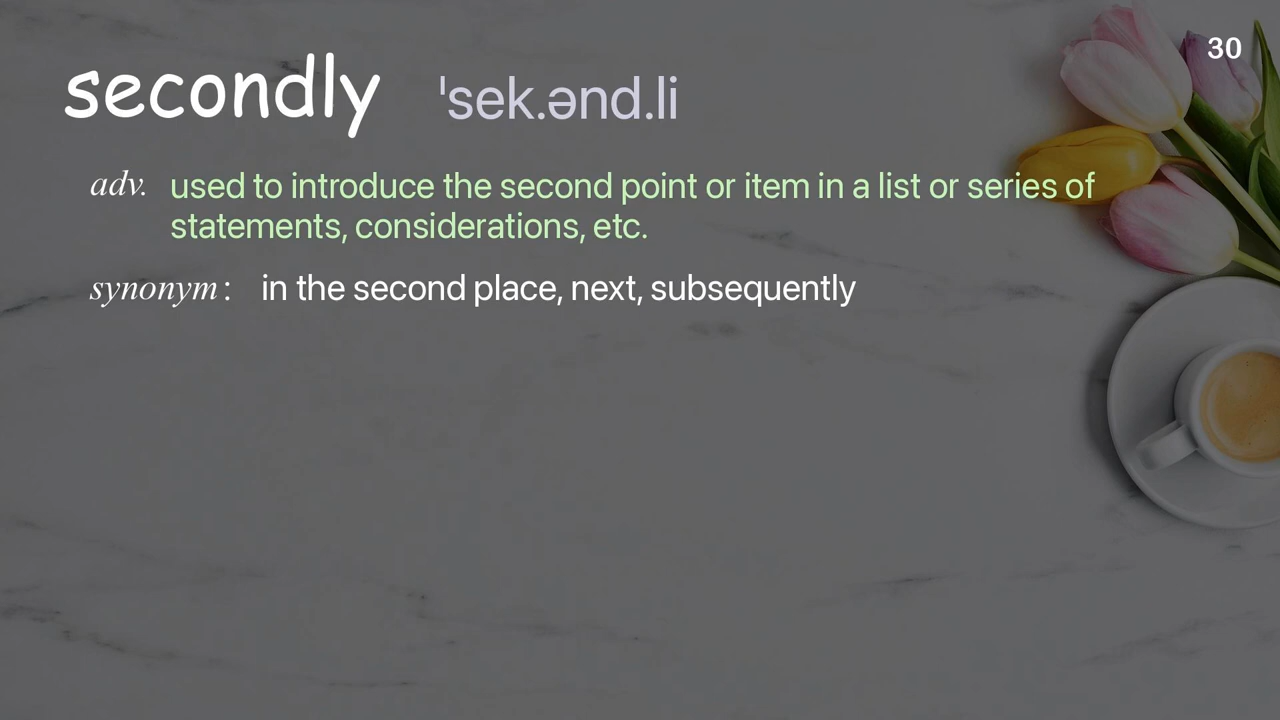 30
secondly ˈsek.ənd.li
adv. used to introduce the second point or item in a list or series of
statements, considerations, etc.
synonym : in the second place, next, subsequently